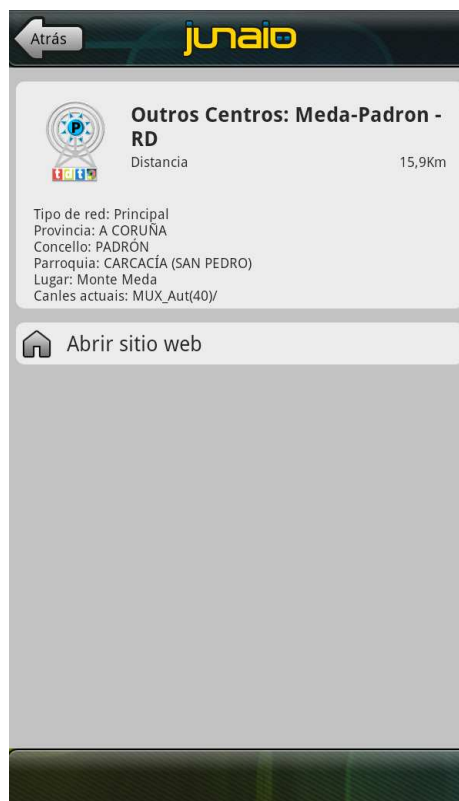 Atrás
junaio
Outros Centros: Meda-Padron -
RD
Distancia 15,9Km
P
tdtg
Tipo de red: Principal
Provincia: A CORUÑA
Concello: PADRÓN
Parroquia: CARCACÍA (SAN PEDRO)
Lugar: Monte Meda
Canles actuais: MUX_Aut(40)/
Abrir sitio web